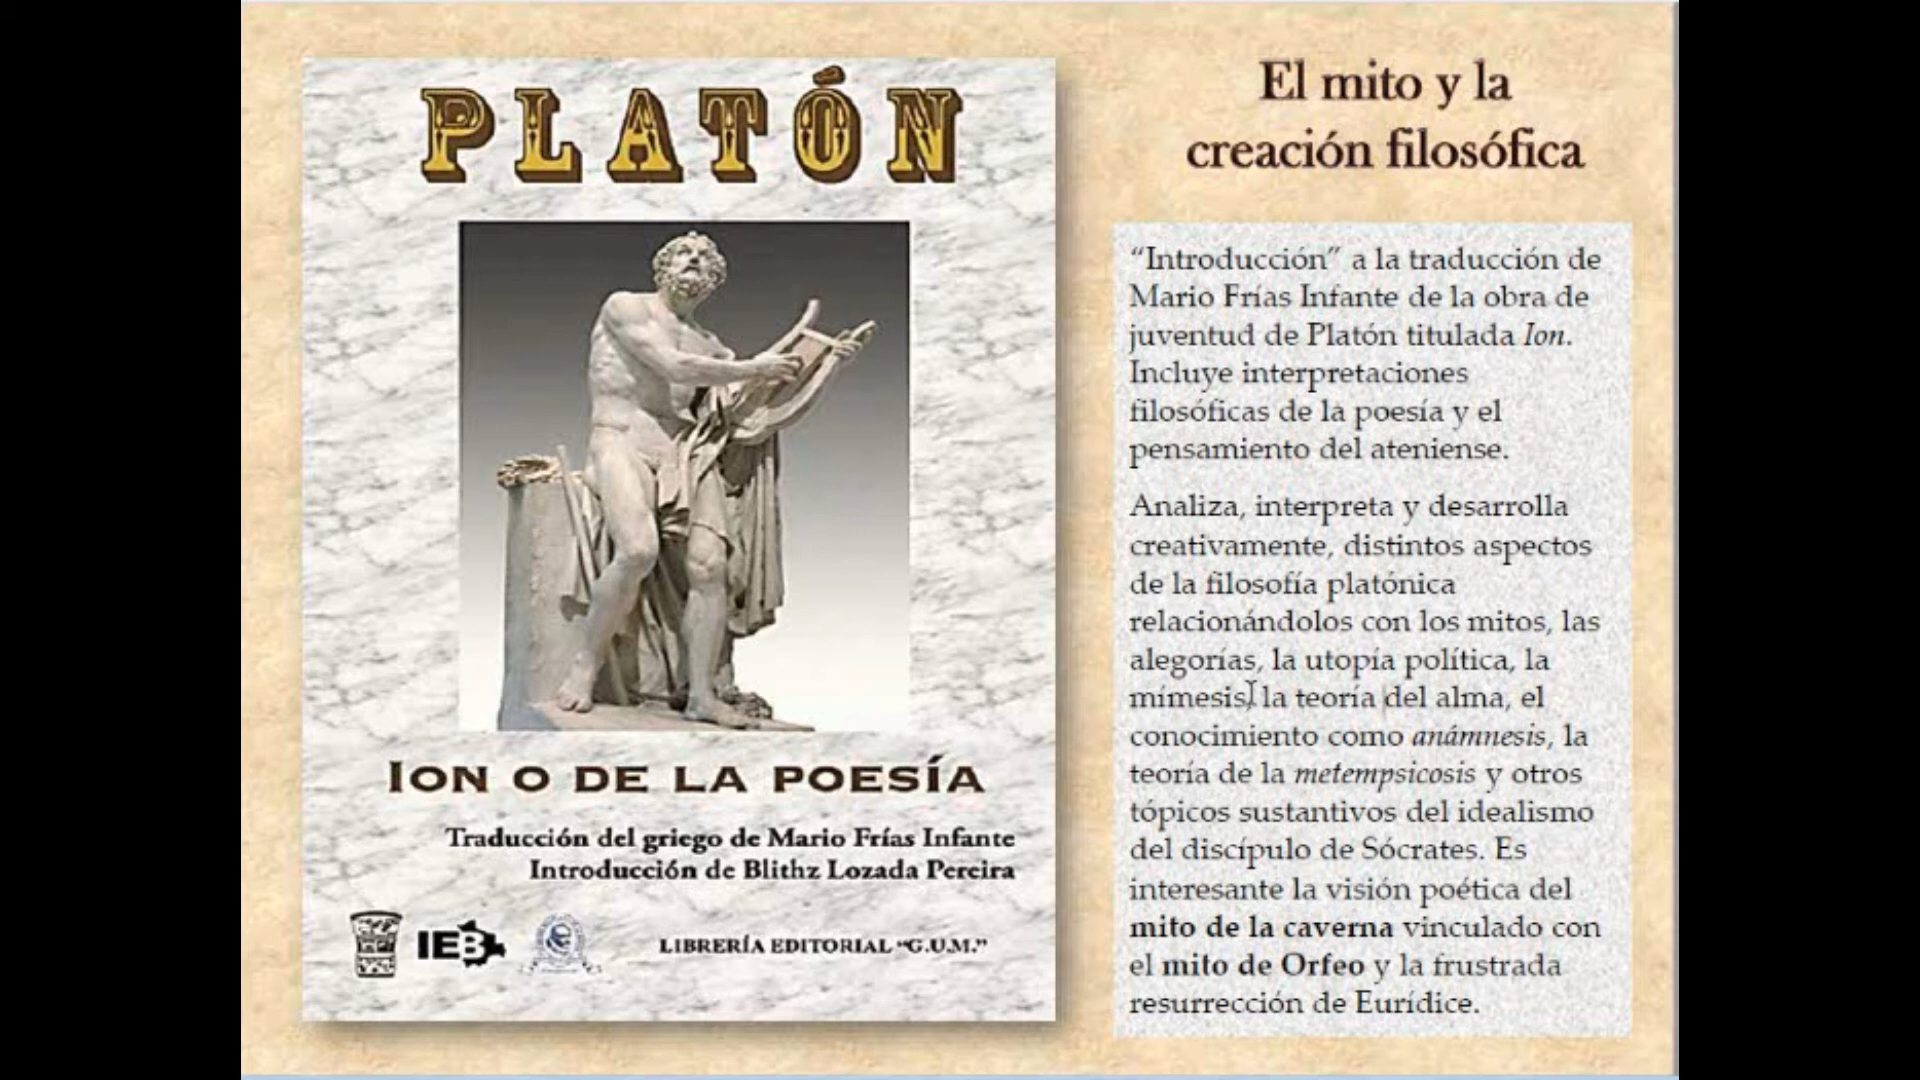 PLATÓN
ION O DE LA POESÍA
Traducción del griego de Mario Frías Infante
Introducción de Blithz Lozada Pereira
IEB
LIBRERÍA EDITORIAL “G.U.M.”
El mito y la
creación filosófica
“Introducción” a la traducción de
Mario Frías Infante de la obra de
juventud de Platón titulada Ion.
Incluye interpretaciones
filosóficas de la poesía y el
pensamiento del ateniense.
Analiza, interpreta y desarrolla
creativamente, distintos aspectos
de la filosofía platónica
relacionándolos con los mitos, las
alegorías, la utopía política, la
mímesis, la teoría del alma, el
conocimiento como anámnesis, la
teoría de la metempsicosis y otros
tópicos sustantivos del idealismo
del discípulo de Sócrates. Es
interesante la visión poética del
mito de la caverna vinculado con
el mito de Orfeo y la frustrada
resurrección de Eurídice.